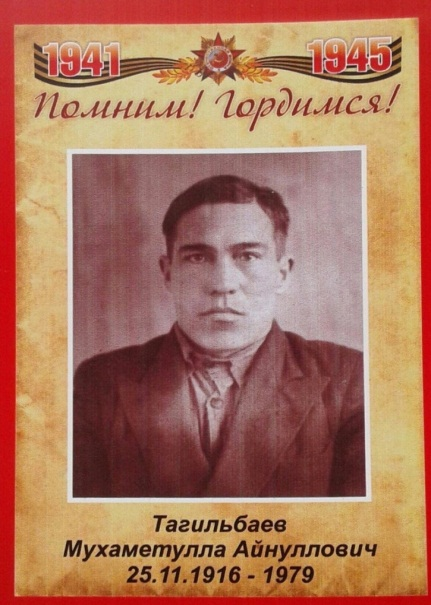 1941 1945
Помним! Гордимся!
Тагильбаев
Мухаметулла Айнуллович
25.11.1916 - 1979